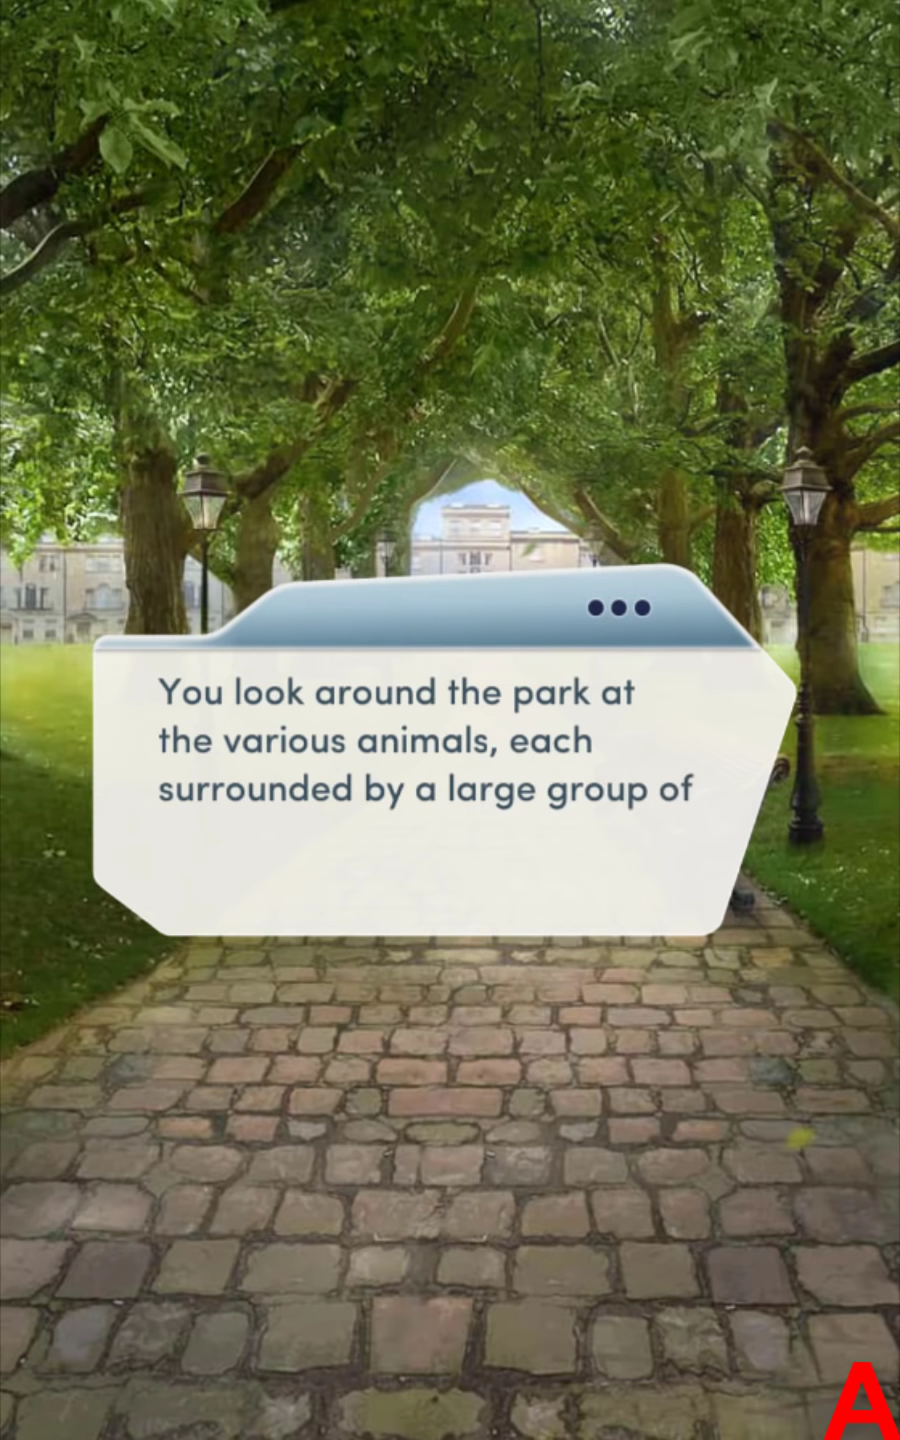 You look around the park at
the various animals, each
surrounded by a large group of
A